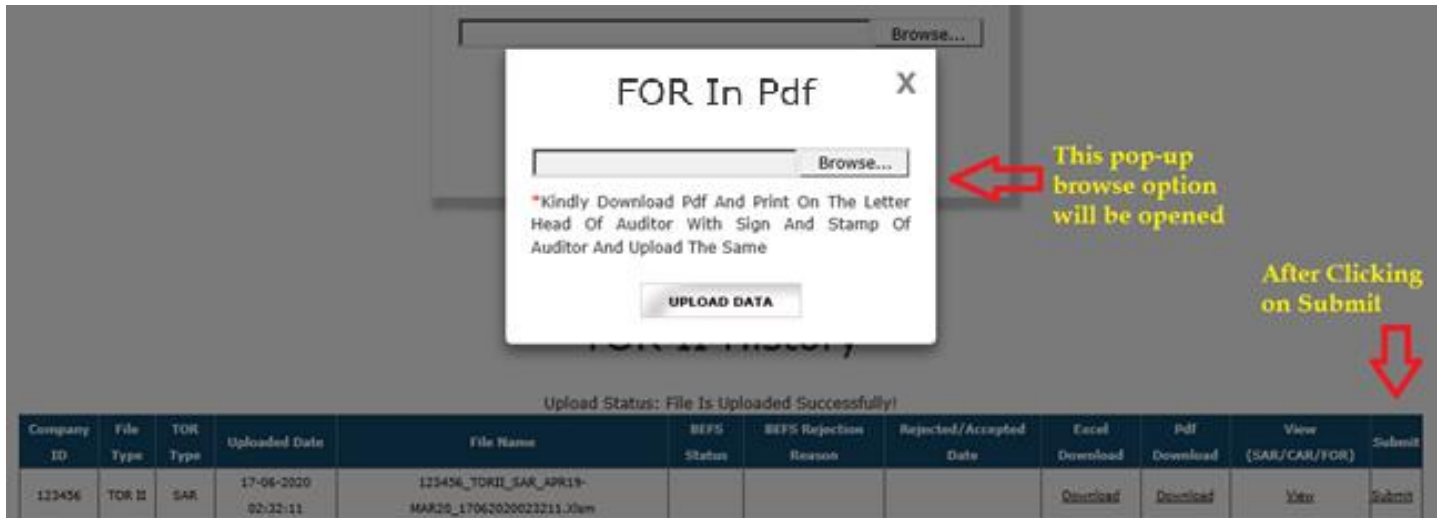 Browse...
FOR In Pdf X
Browse...
*Kindly Download Pdf And Print On The Letter
Head Of Auditor With Sign And Stamp Of
Auditor And Upload The Same
UPLOAD DATA
This pop-up
browse option
will be opened
After Clicking
on Submit
TOR II History
Upload Status: File Is Uploaded Successfully!
Company ID File Type TOR Type Uploaded Date File Name BEFS Status BEFS Rejection Reason Rejected/Accepted Date Excel Download Pdf Download View (SAR/CAR/FOR) Submit
123456 TOR II SAR 17-06-2020 02:32:11 123456_TORII_SAR_APR19-MAR20_17062020023211.Xlsm Download Download View Submit